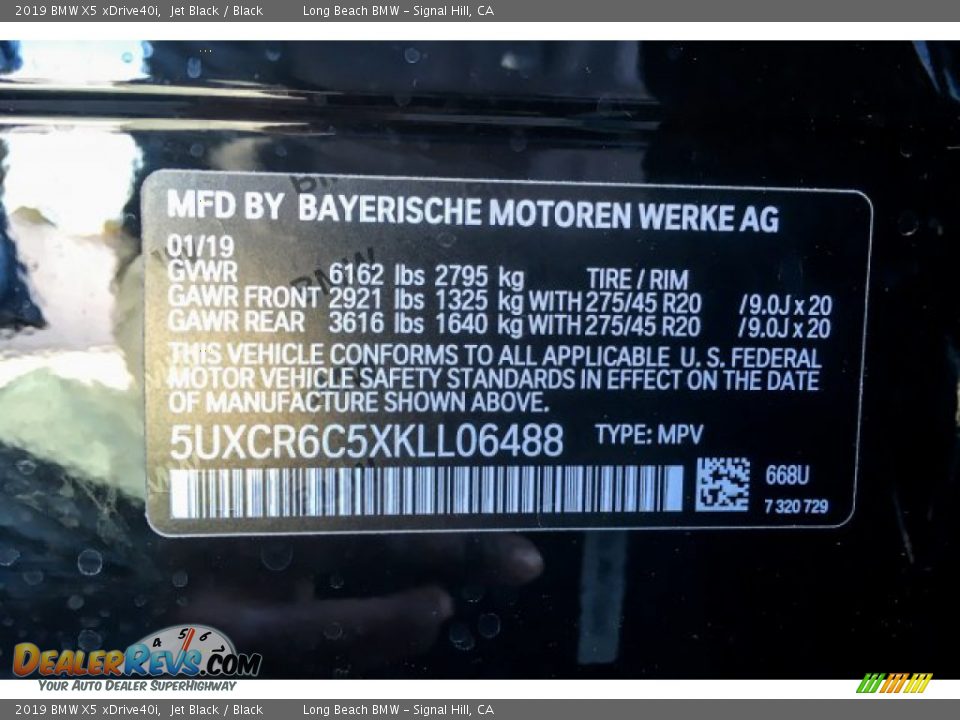 2019 BMW X5 xDrive40i, Jet Black / Black Long Beach BMW - Signal Hill, CA
MFD BY BAYERISCHE MOTOREN WERKE AG
01/19
GVWR 6162 lbs 2795 kg TIRE / RIM
GAWR FRONT 2921 lbs 1325 kg WITH 275/45 R20 /9.0J x 20
GAWR REAR 3616 lbs 1640 kg WITH 275/45 R20 /9.0J x 20
THIS VEHICLE CONFORMS TO ALL APPLICABLE U. S. FEDERAL
MOTOR VEHICLE SAFETY STANDARDS IN EFFECT ON THE DATE
OF MANUFACTURE SHOWN ABOVE.
5UXCR6C5XKLL06488 TYPE: MPV
668U
7 320 729
4 5 6
DEALERREVS.COM
YOUR AUTO DEALER SUPERHIGHWAY
2019 BMW X5 xDrive40i, Jet Black / Black Long Beach BMW - Signal Hill, CA